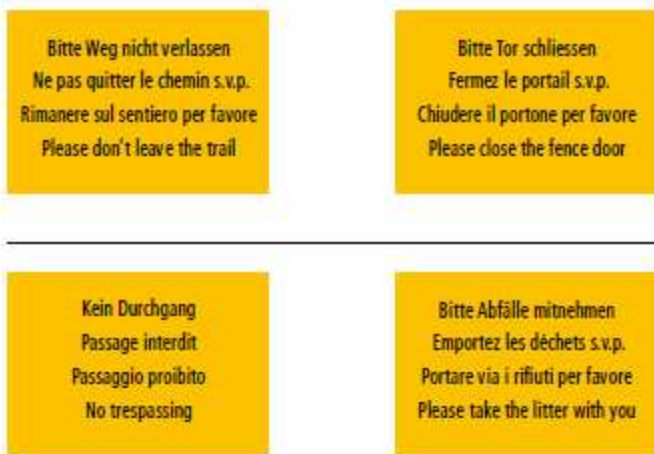 Bitte Weg nicht verlassen
Ne pas quitter le chemin s.v.p.
Rimanere sul sentiero per favore
Please don't leave the trail
Bitte Tor schliessen
Fermez le portail s.v.p.
Chiudere il portone per favore
Please close the fence door
Kein Durchgang
Passage interdit
Passaggio proibito
No trespassing
Bitte Abfälle mitnehmen
Emportez les déchets s.v.p.
Portare via i rifiuti per favore
Please take the litter with you